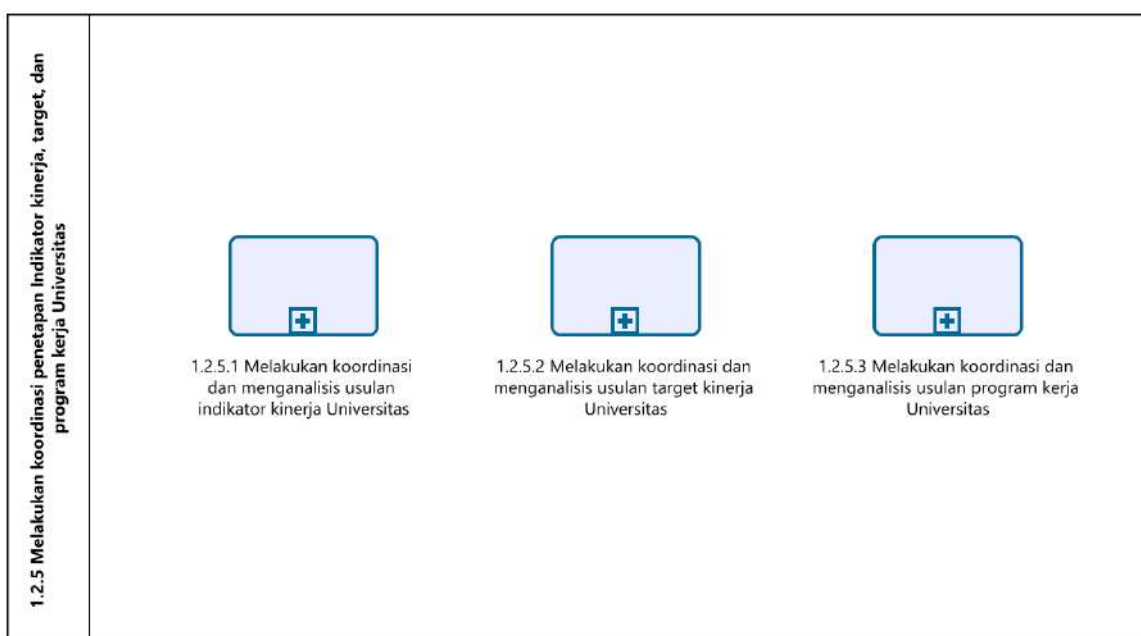 1.2.5 Melakukan koordinasi penetapan Indikator kinerja, target, dan
program kerja Universitas
1.2.5.1 Melakukan koordinasi
dan menganalisis usulan
indikator kinerja Universitas
1.2.5.2 Melakukan koordinasi dan
menganalisis usulan target kinerja
Universitas
1.2.5.3 Melakukan koordinasi dan
menganalisis usulan program kerja
Universitas